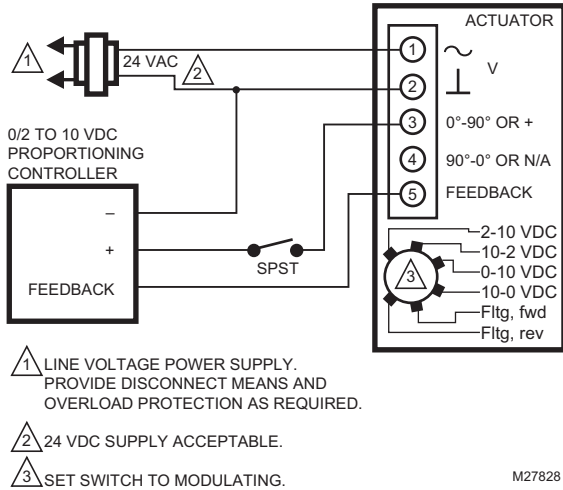 ACTUATOR
1
24 VAC
2
1
V
2
0/2 TO 10 VDC
PROPORTIONING
CONTROLLER
3
0°-90° OR +
4
90°-0° OR N/A
5
FEEDBACK
–
+
SPST
FEEDBACK
2-10 VDC
10-2 VDC
0-10 VDC
10-0 VDC
Fltg, fwd
Fltg, rev
3
1 LINE VOLTAGE POWER SUPPLY.
PROVIDE DISCONNECT MEANS AND
OVERLOAD PROTECTION AS REQUIRED.
2 24 VDC SUPPLY ACCEPTABLE.
3 SET SWITCH TO MODULATING.
M27828